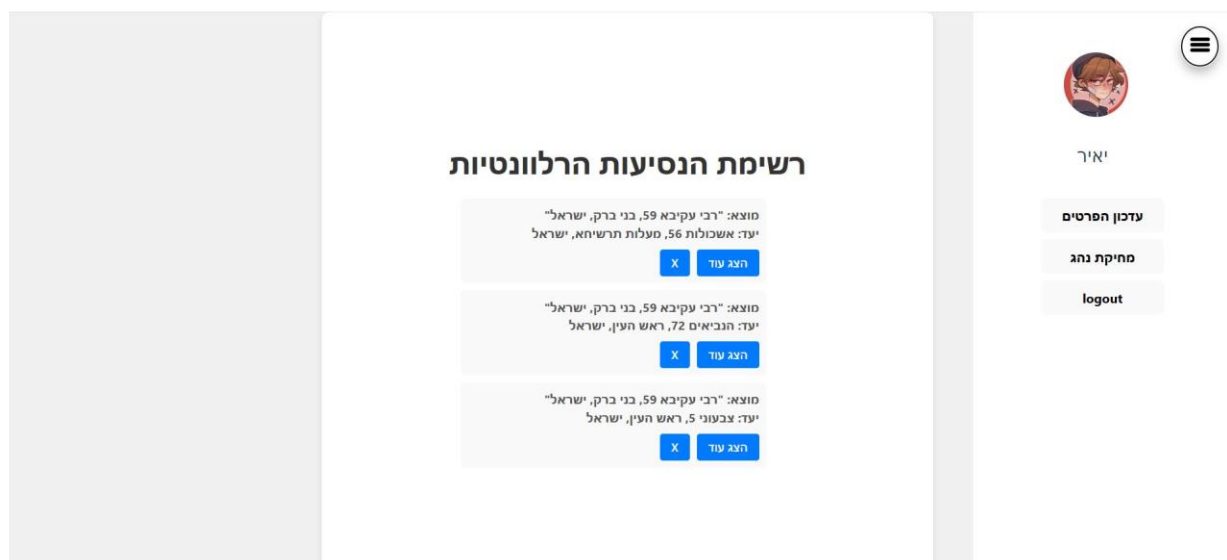 יאיר
עדכון הפרטים
מחיקת נהג
logout
רשימת הנסיעות הרלוונטיות
מוצא: "רבי עקיבא 59, בני ברק, ישראל"
יעד: אשכולות 56, מעלות תרשיחא, ישראל
הצג עוד X
מוצא: "רבי עקיבא 59, בני ברק, ישראל"
יעד: הנביאים 72, ראש העין, ישראל
הצג עוד X
מוצא: "רבי עקיבא 59, בני ברק, ישראל"
יעד: צבעוני 5, ראש העין, ישראל
הצג עוד X